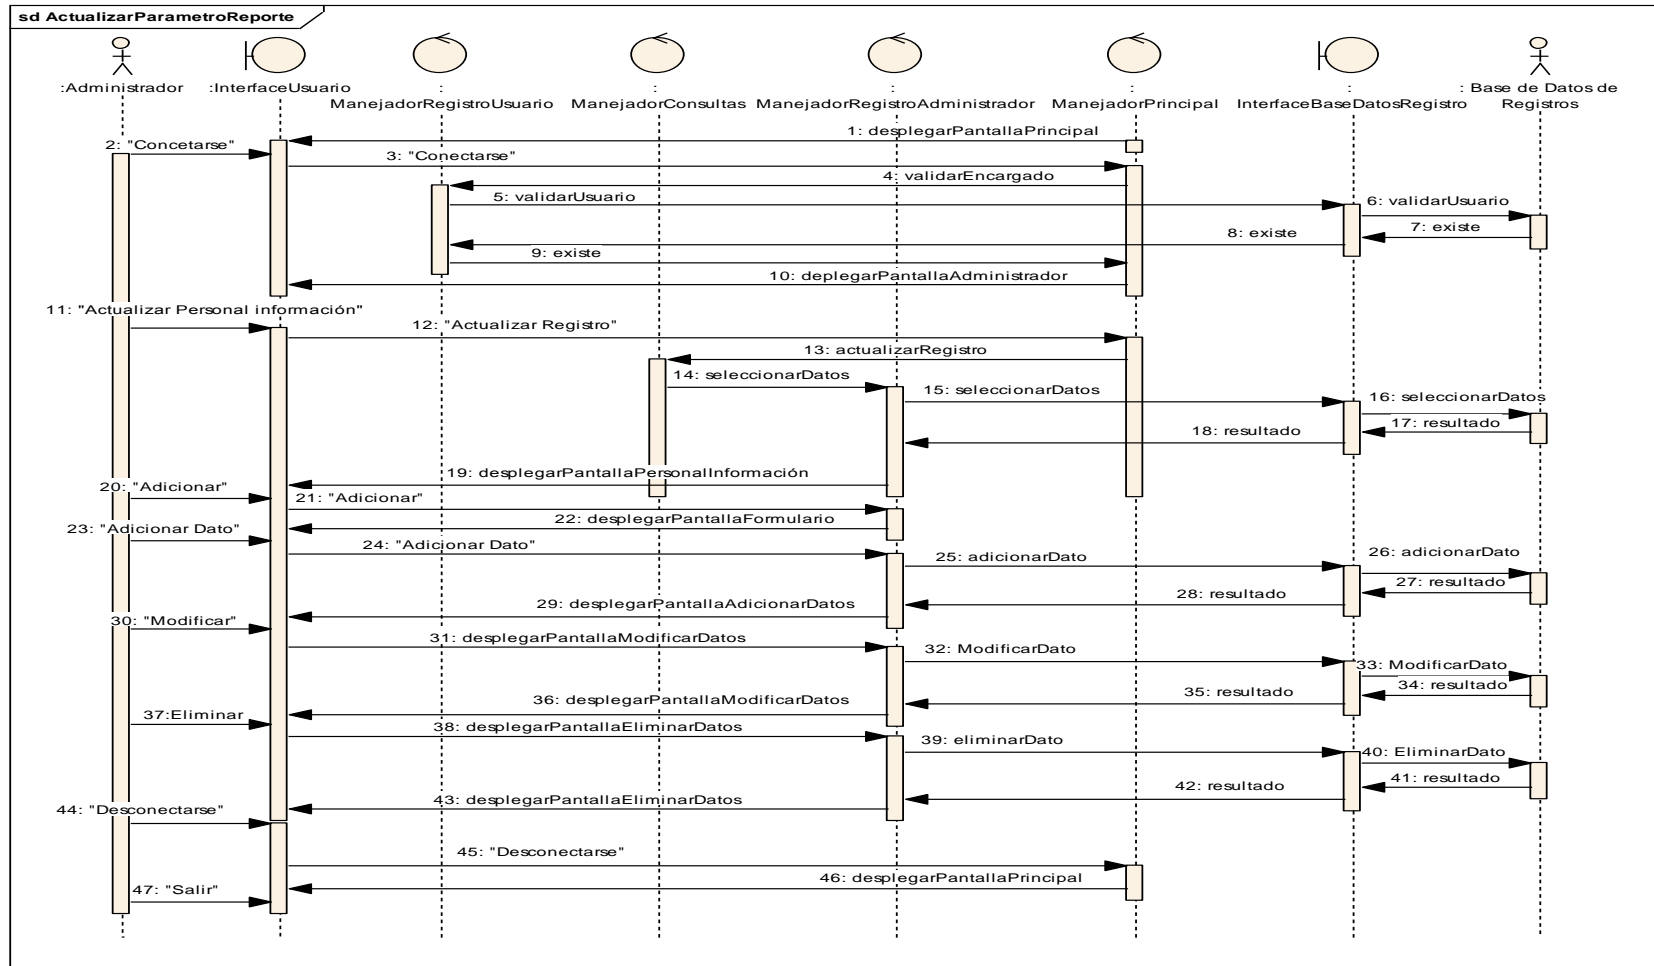 sd ActualizarParametroReporte
:Administrador
:InterfaceUsuario
:
ManejadorRegistroUsuario
:
ManejadorConsultas
:
ManejadorRegistroAdministrador
:
ManejadorPrincipal
:
InterfaceBaseDatosRegistro
: Base de Datos de
Registros
1: desplegarPantallaPrincipal
2: "Concetarse"
3: "Conectarse"
4: validarEncargado
5: validarUsuario
6: validarUsuario
7: existe
8: existe
9: existe
10: deplegarPantallaAdministrador
11: "Actualizar Personal información"
12: "Actualizar Registro"
13: actualizarRegistro
14: seleccionarDatos
15: seleccionarDatos
16: seleccionarDatos
17: resultado
18: resultado
19: desplegarPantallaPersonalInformación
20: "Adicionar"
21: "Adicionar"
22: desplegarPantallaFormulario
23: "Adicionar Dato"
24: "Adicionar Dato"
25: adicionarDato
26: adicionarDato
27: resultado
28: resultado
29: desplegarPantallaAdicionarDatos
30: "Modificar"
31: desplegarPantallaModificarDatos
32: ModificarDato
33: ModificarDato
34: resultado
35: resultado
36: desplegarPantallaModificarDatos
37:Eliminar
38: desplegarPantallaEliminarDatos
39: eliminarDato
40: EliminarDato
41: resultado
42: resultado
43: desplegarPantallaEliminarDatos
44: "Desconectarse"
45: "Desconectarse"
46: desplegarPantallaPrincipal
47: "Salir"